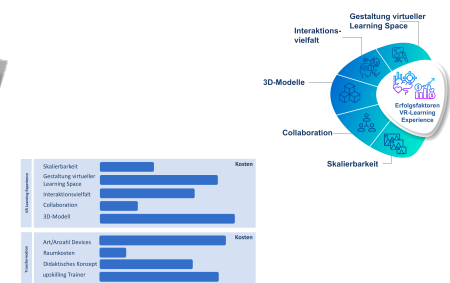 Gestaltung virtueller
Learning Space
Interaktions-
vielfalt
3D-Modelle
Collaboration
Skalierbarkeit
Erfolgsfaktoren
VR-Learning
Experience
VR-Learning Experience
Kosten
Skalierbarkeit
Gestaltung virtueller
Learning Space
Interaktionsvielfalt
Collaboration
3D-Modell
Transformation
Kosten
Art/Anzahl Devices
Raumkosten
Didaktisches Konzept
upskilling Trainer